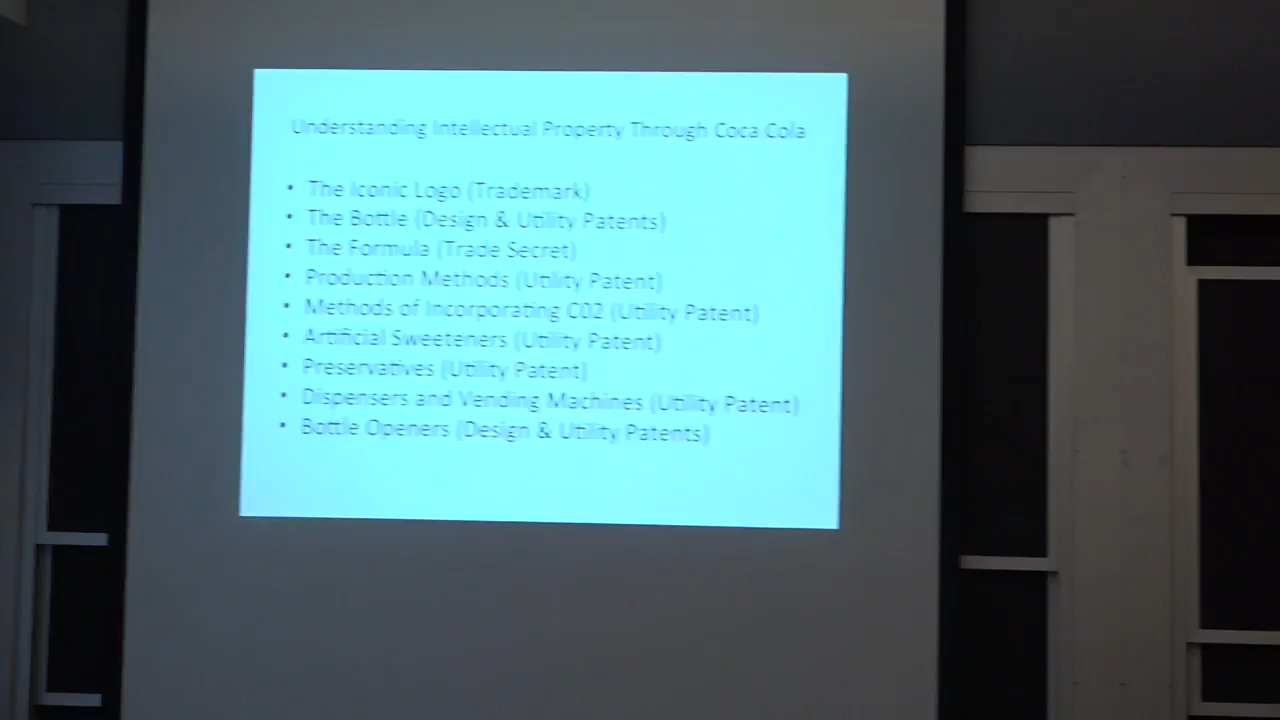 Understanding Intellectual Property Through Coca Cola
• The Iconic Logo (Trademark)
• The Bottle (Design & Utility Patents)
• The Formula (Trade Secret)
• Production Methods (Utility Patent)
• Methods of Incorporating C02 (Utility Patent)
• Artificial Sweeteners (Utility Patent)
• Preservatives (Utility Patent)
• Dispensers and Vending Machines (Utility Patent)
• Bottle Openers (Design & Utility Patents)